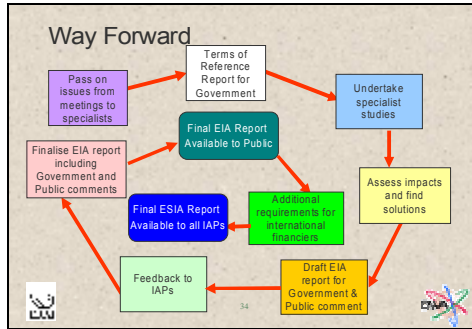 Way Forward
Pass on
issues from
meetings to
specialists
Terms of
Reference
Report for
Government
Undertake
specialist
studies
Assess impacts
and find
solutions
Draft EIA
report for
Government &
Public comment
Feedback to
IAPs
Finalise EIA report
including
Government and
Public comments
Final EIA Report
Available to Public
Additional
requirements for
international
financiers
Final ESIA Report
Available to all IAPs
34